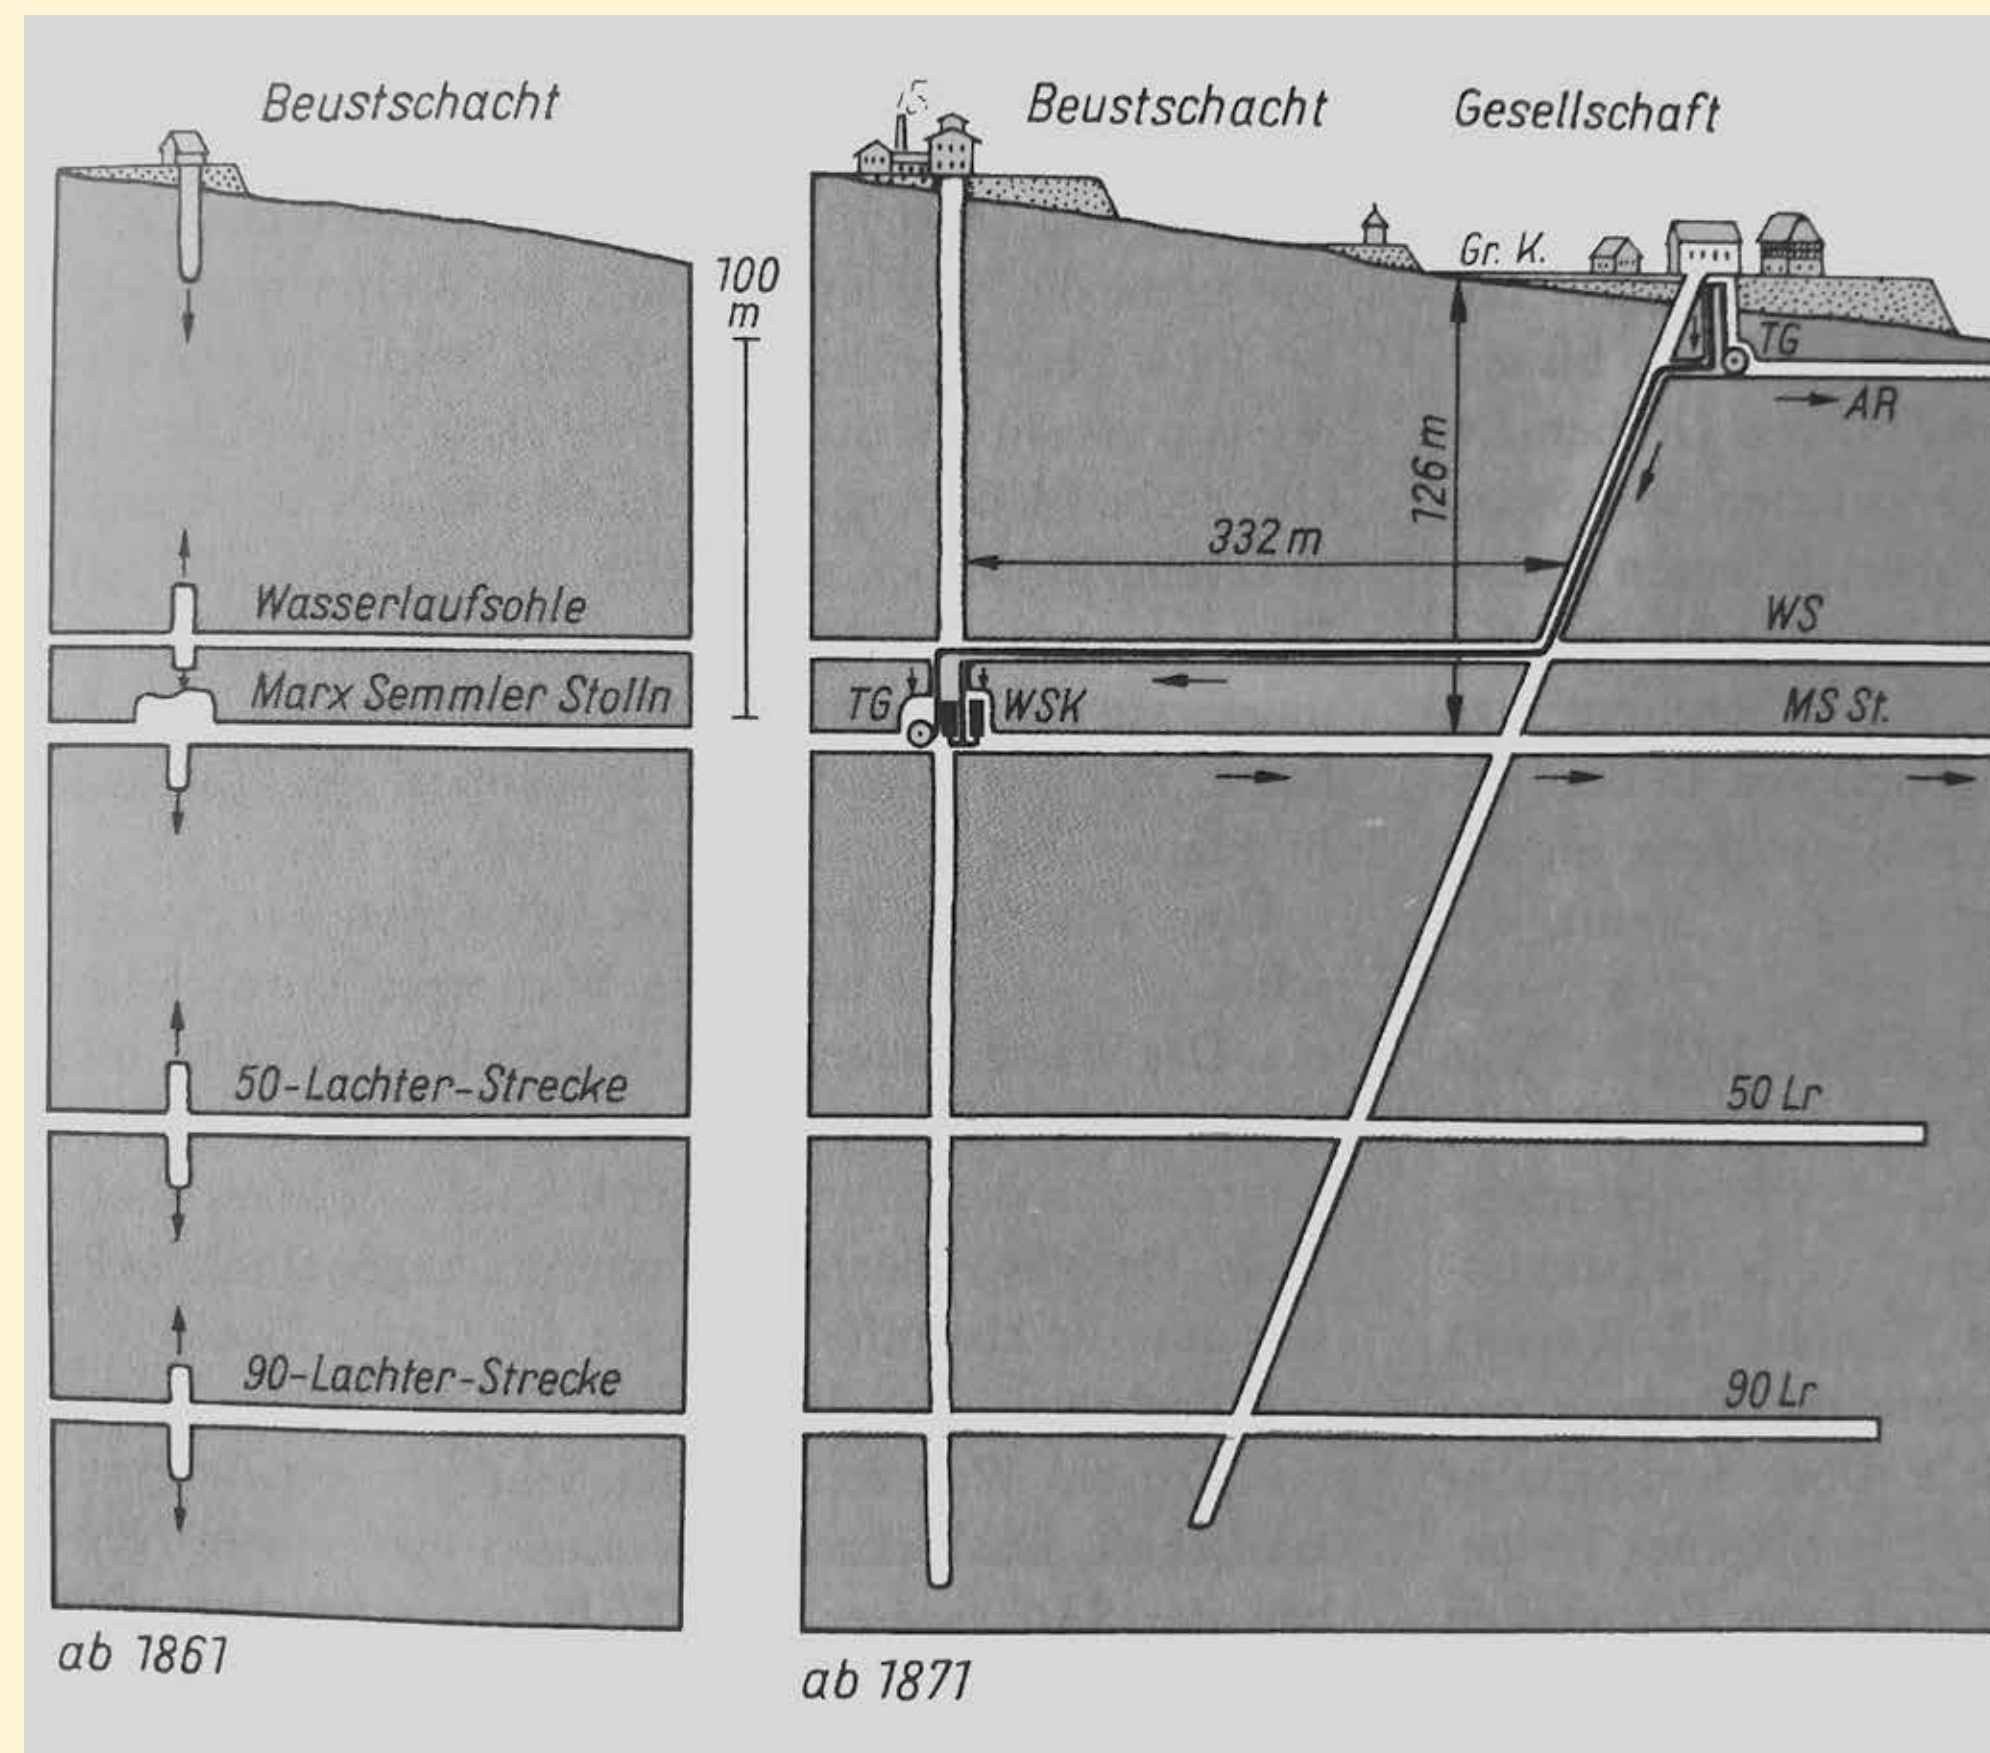 Beustschacht
100
m
Wasserlaufsohle
Marx Semmler Stolln
50-Lachter-Strecke
90-Lachter-Strecke
ab 1861
Beustschacht
Gesellschaft
Gr. K.
TG
AR
126 m
332 m
WS
TG
WSK
MS St.
50 Lr
90 Lr
ab 1871